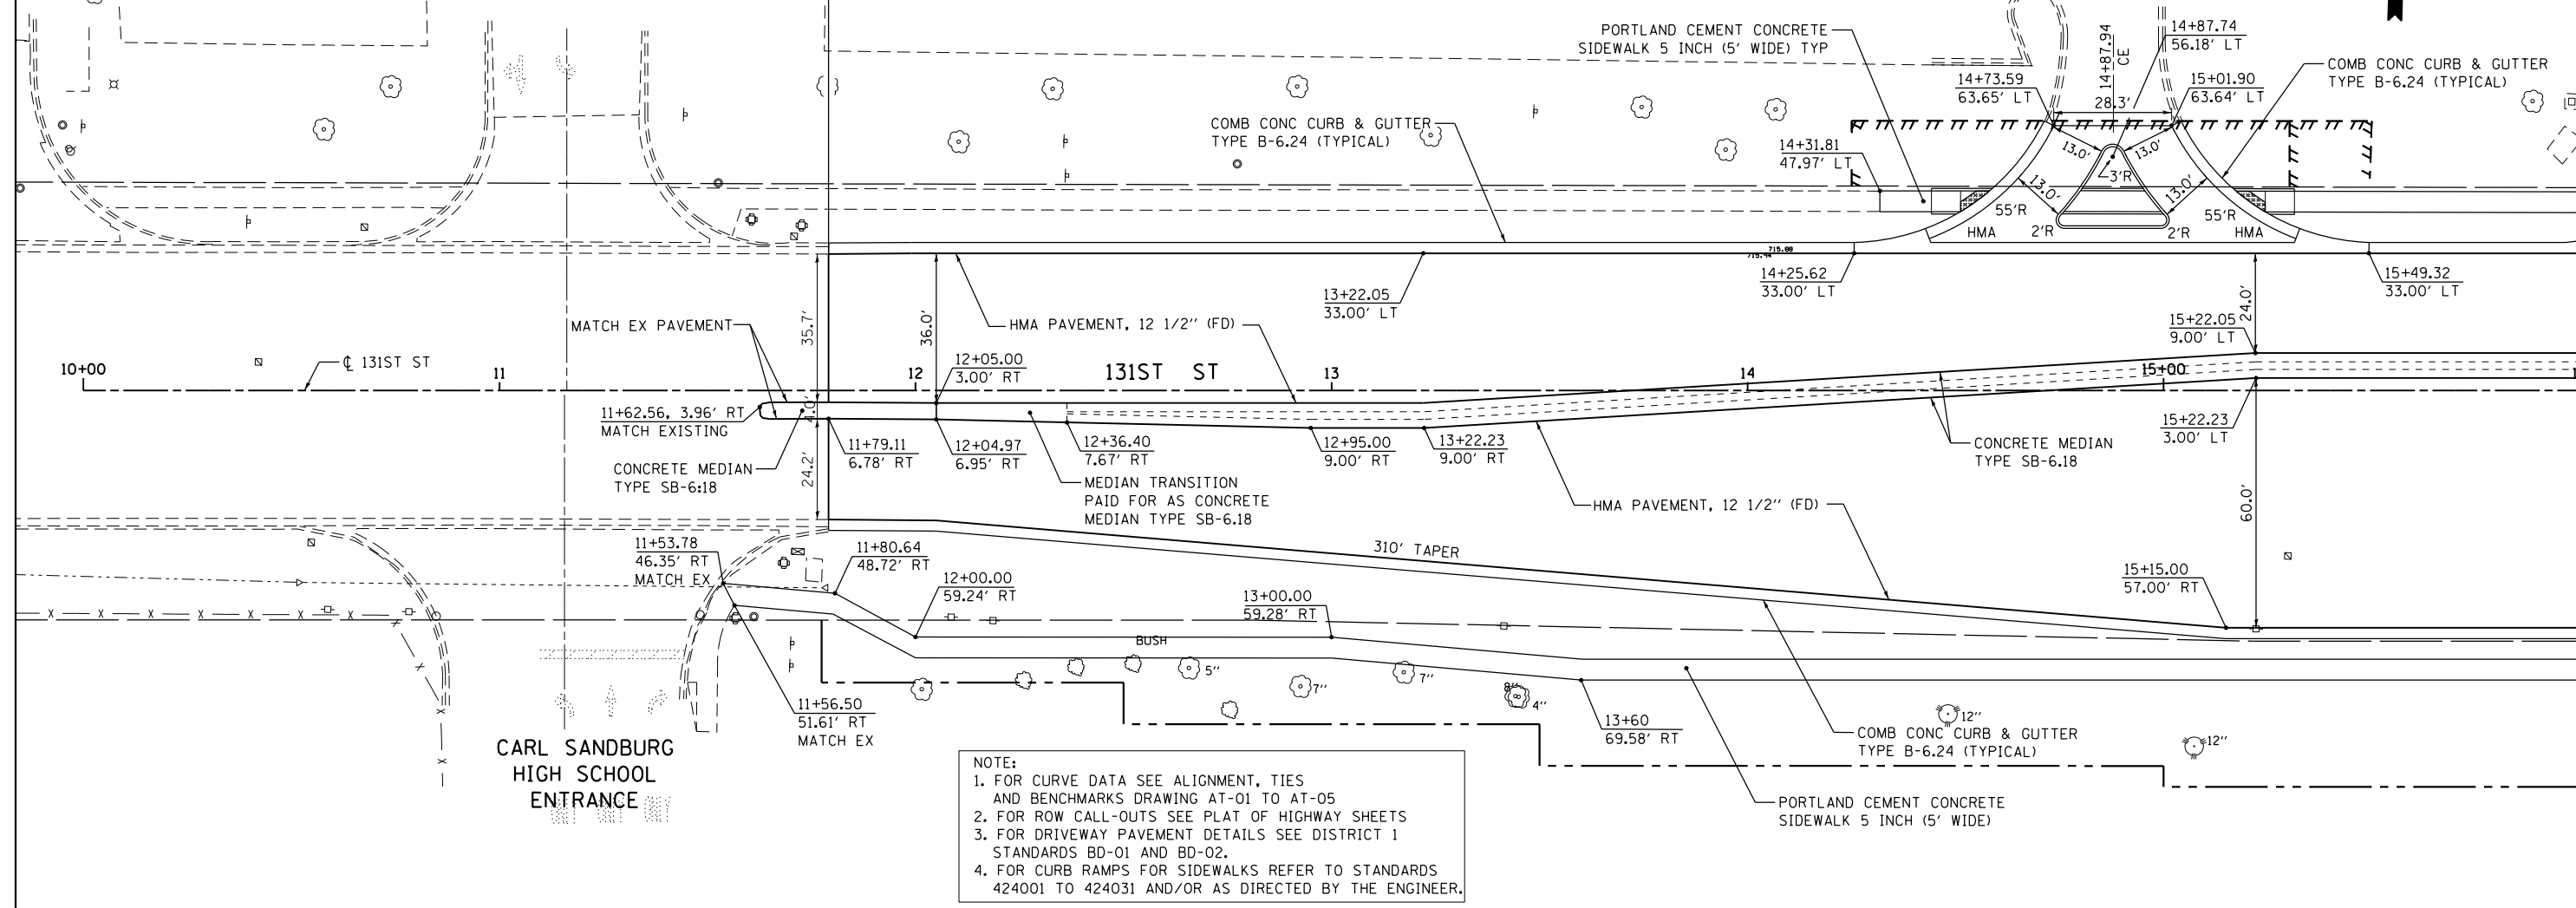 PORTLAND CEMENT CONCRETE
SIDEWALK 5 INCH (5' WIDE) TYP
14+87.94
CE
14+87.74
56.18' LT
14+73.59
63.65' LT
15+01.90
63.64' LT
28.3'
COMB CONC CURB & GUTTER
TYPE B-6.24 (TYPICAL)
COMB CONC CURB & GUTTER
TYPE B-6.24 (TYPICAL)
14+31.81
47.97' LT
13.0'
13.0'
3'R
13.0'
13.0'
55'R
55'R
HMA
2'R
2'R
HMA
715.88
715.94
14+25.62
33.00' LT
15+49.32
33.00' LT
13+22.05
33.00' LT
24.0'
35.7'
36.0'
MATCH EX PAVEMENT
HMA PAVEMENT, 12 1/2" (FD)
15+22.05
9.00' LT
10+00
℄ 131ST ST
11
12
12+05.00
3.00' RT
131ST ST
13
14
15+00
11+62.56, 3.96' RT
MATCH EXISTING
4.0'
11+79.11
6.78' RT
12+04.97
6.95' RT
12+36.40
7.67' RT
12+95.00
9.00' RT
13+22.23
9.00' RT
15+22.23
3.00' LT
CONCRETE MEDIAN
TYPE SB-6.18
CONCRETE MEDIAN
TYPE SB-6:18
24.2'
MEDIAN TRANSITION
PAID FOR AS CONCRETE
MEDIAN TYPE SB-6.18
HMA PAVEMENT, 12 1/2" (FD)
60.0'
11+53.78
46.35' RT
MATCH EX
11+80.64
48.72' RT
310' TAPER
12+00.00
59.24' RT
13+00.00
59.28' RT
15+15.00
57.00' RT
BUSH
5"
7"
7"
8"
4"
12"
12"
11+56.50
51.61' RT
MATCH EX
13+60
69.58' RT
COMB CONC CURB & GUTTER
TYPE B-6.24 (TYPICAL)
CARL SANDBURG
HIGH SCHOOL
ENTRANCE
PORTLAND CEMENT CONCRETE
SIDEWALK 5 INCH (5' WIDE)
NOTE:
1. FOR CURVE DATA SEE ALIGNMENT, TIES
AND BENCHMARKS DRAWING AT-01 TO AT-05
2. FOR ROW CALL-OUTS SEE PLAT OF HIGHWAY SHEETS
3. FOR DRIVEWAY PAVEMENT DETAILS SEE DISTRICT 1
STANDARDS BD-01 AND BD-02.
4. FOR CURB RAMPS FOR SIDEWALKS REFER TO STANDARDS
424001 TO 424031 AND/OR AS DIRECTED BY THE ENGINEER.